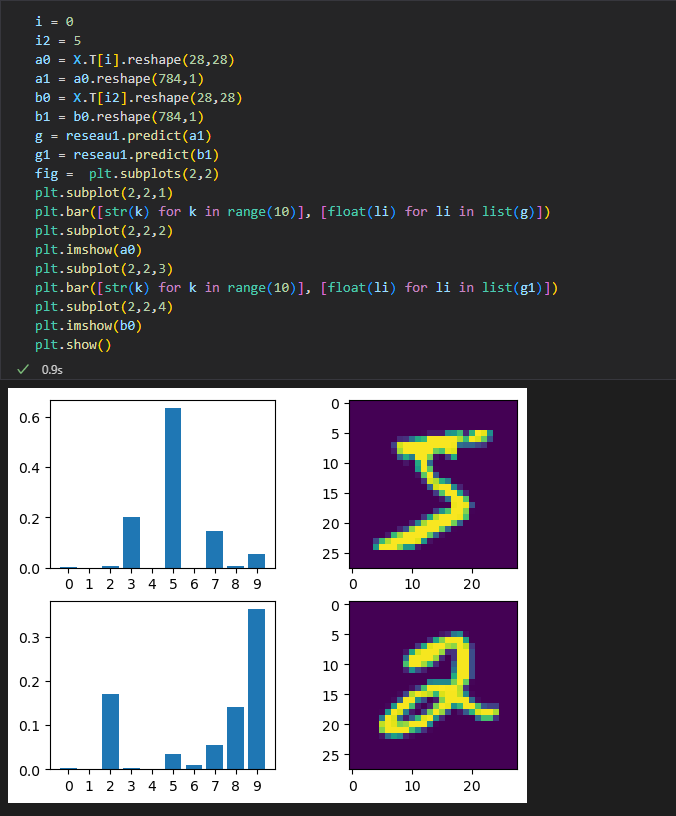 i = 0
i2 = 5
a0 = X.T[i].reshape(28,28)
a1 = a0.reshape(784,1)
b0 = X.T[i2].reshape(28,28)
b1 = b0.reshape(784,1)
g = reseau1.predict(a1)
g1 = reseau1.predict(b1)
fig =  plt.subplots(2,2)
plt.subplot(2,2,1)
plt.bar([str(k) for k in range(10)], [float(li) for li in list(g)])
plt.subplot(2,2,2)
plt.imshow(a0)
plt.subplot(2,2,3)
plt.bar([str(k) for k in range(10)], [float(li) for li in list(g1)])
plt.subplot(2,2,4)
plt.imshow(b0)
plt.show()
0.9s
0.6
0.4
0.2
0.0
0 1 2 3 4 5 6 7 8 9
0
5
10
15
20
25
0 10 20
5
0.3
0.2
0.1
0.0
0 1 2 3 4 5 6 7 8 9
0
5
10
15
20
25
0 10 20
2